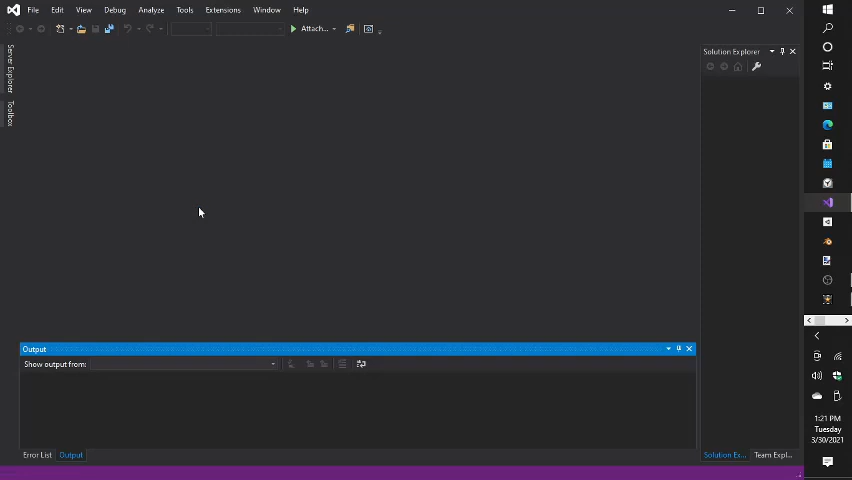 File Edit View Debug Analyze Tools Extensions Window Help
Attach...
Server Explorer
Toolbox
Solution Explorer
Output
Show output from:
Error List Output
Solution Ex... Team Expl...
1:21 PM
Tuesday
3/30/2021